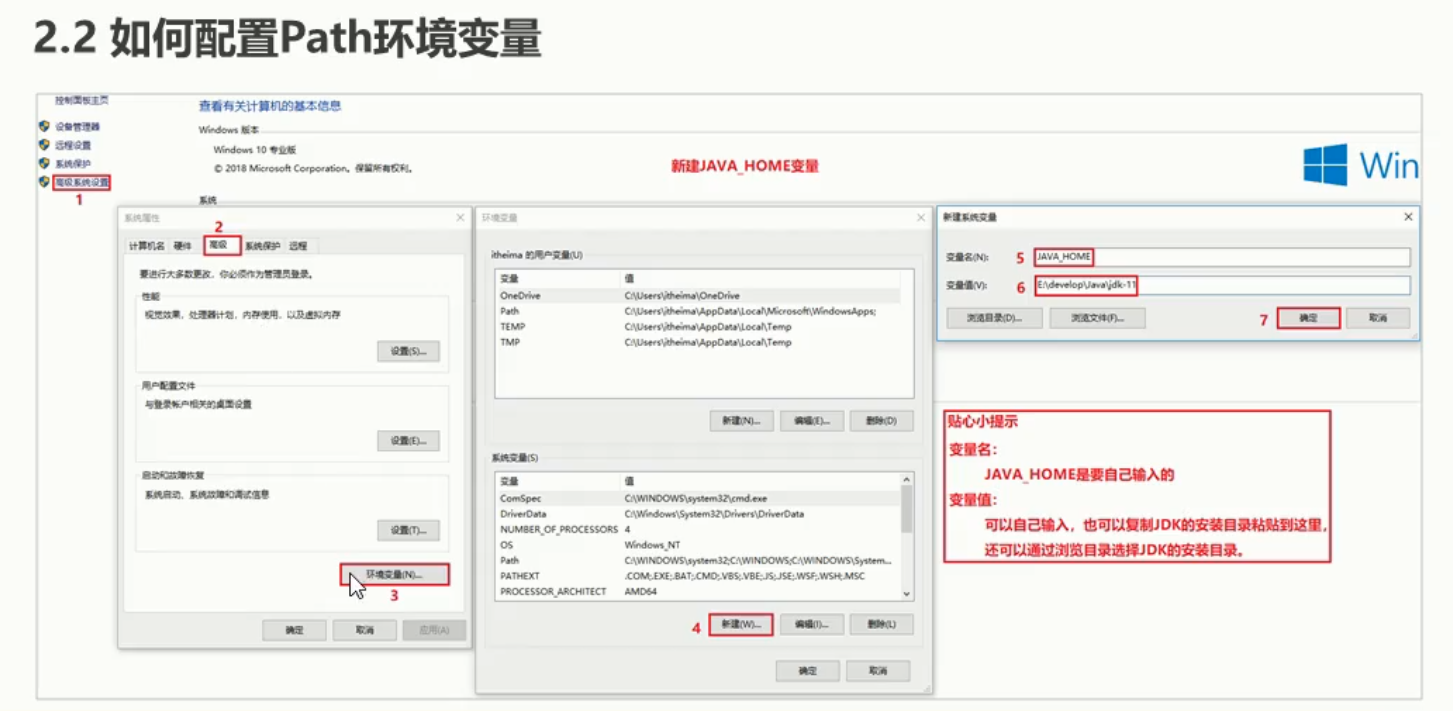 2.2 如何配置Path环境变量
控制面板主页
设备管理器
远程设置
系统保护
高级系统设置
1
查看有关计算机的基本信息
Windows 版本
Windows 10 专业版
© 2018 Microsoft Corporation。保留所有权利。
系统
新建JAVA_HOME变量
Win
系统属性
2
计算机名 硬件 高级 系统保护 远程
要进行大多数更改，你必须作为管理员登录。
性能
视觉效果，处理器计划，内存使用，以及虚拟内存
设置(S)...
用户配置文件
与登录帐户相关的桌面设置
设置(E)...
启动和故障恢复
系统启动、系统故障和调试信息
设置(T)...
环境变量(N)...
3
确定 取消 应用(A)
环境变量
itheima 的用户变量(U)
变量 值
OneDrive C:\Users\itheima\OneDrive
Path C:\Users\itheima\AppData\Local\Microsoft\WindowsApps;
TEMP C:\Users\itheima\AppData\Local\Temp
TMP C:\Users\itheima\AppData\Local\Temp
新建(N)... 编辑(E)... 删除(D)
系统变量(S)
变量 值
ComSpec C:\WINDOWS\system32\cmd.exe
DriverData C:\Windows\System32\Drivers\DriverData
NUMBER_OF_PROCESSORS 4
OS Windows_NT
Path C:\WINDOWS\system32;C:\WINDOWS;C:\WINDOWS\System...
PATHEXT .COM;.EXE;.BAT;.CMD;.VBS;.VBE;.JS;.JSE;.WSF;.WSH;.MSC
PROCESSOR_ARCHITECT AMD64
4 新建(W)... 编辑(I)... 删除(L)
确定 取消
新建系统变量
变量名(N): 5 JAVA_HOME
变量值(V): 6 E:\develop\Java\jdk-11
浏览目录(D)... 浏览文件(F)... 7 确定 取消
贴心小提示
变量名：
JAVA_HOME是要自己输入的
变量值：
可以自己输入，也可以复制JDK的安装目录粘贴到这里，
还可以通过浏览目录选择JDK的安装目录。